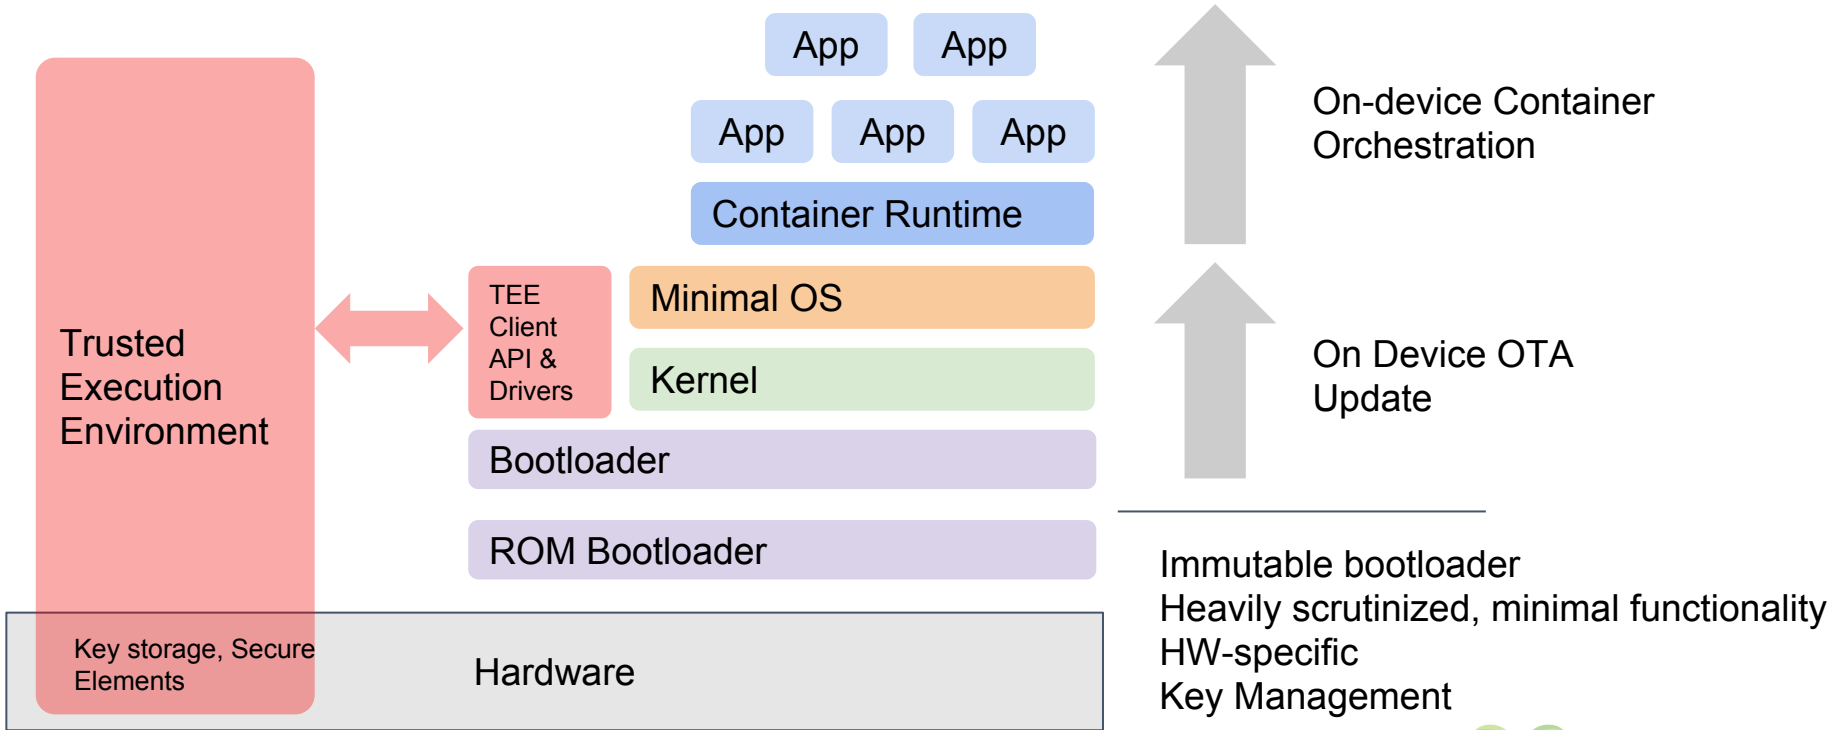 App
App
App
App
App
Container Runtime
Minimal OS
Kernel
TEE
Client
API &
Drivers
Bootloader
ROM Bootloader
Trusted
Execution
Environment
Key storage, Secure
Elements
Hardware
On-device Container
Orchestration
On Device OTA
Update
Immutable bootloader
Heavily scrutinized, minimal functionality
HW-specific
Key Management